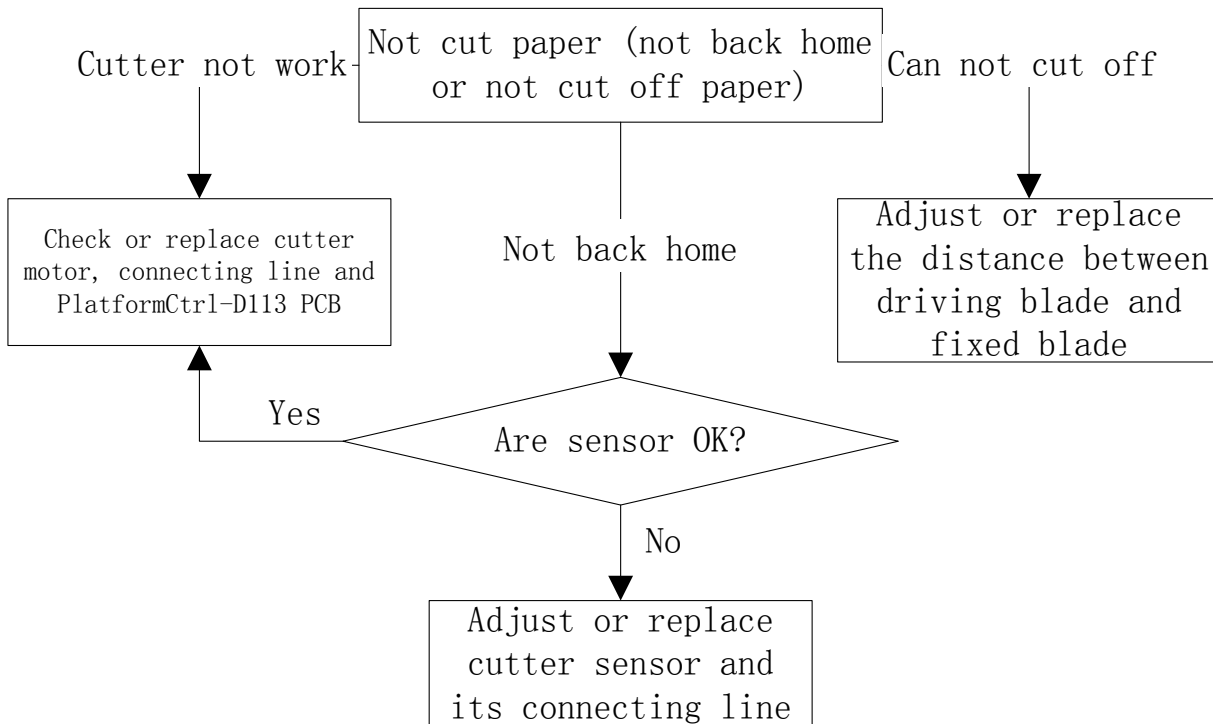 Not cut paper (not back home
or not cut off paper)
Cutter not work
Can not cut off
Check or replace cutter
motor, connecting line and
PlatformCtrl-D113 PCB
Not back home
Adjust or replace
the distance between
driving blade and
fixed blade
Yes
Are sensor OK?
No
Adjust or replace
cutter sensor and
its connecting line